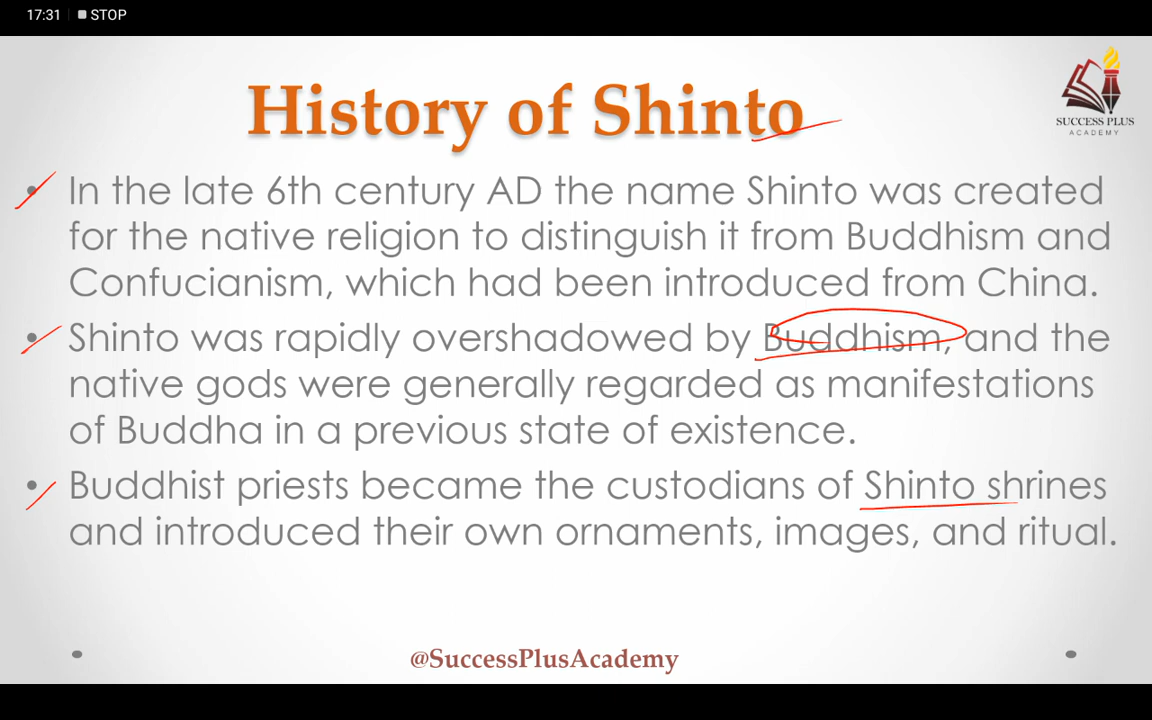 17:31 STOP
History of Shinto
SUCCESS PLUS
ACADEMY
• In the late 6th century AD the name Shinto was created
for the native religion to distinguish it from Buddhism and
Confucianism, which had been introduced from China.
• Shinto was rapidly overshadowed by Buddhism, and the
native gods were generally regarded as manifestations
of Buddha in a previous state of existence.
• Buddhist priests became the custodians of Shinto shrines
and introduced their own ornaments, images, and ritual.
@SuccessPlusAcademy